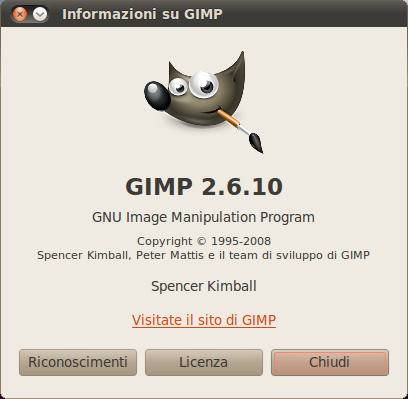 Informazioni su GIMP
GIMP 2.6.10
GNU Image Manipulation Program
Copyright © 1995-2008
Spencer Kimball, Peter Mattis e il team di sviluppo di GIMP
Spencer Kimball
Visitate il sito di GIMP
Riconoscimenti
Licenza
Chiudi